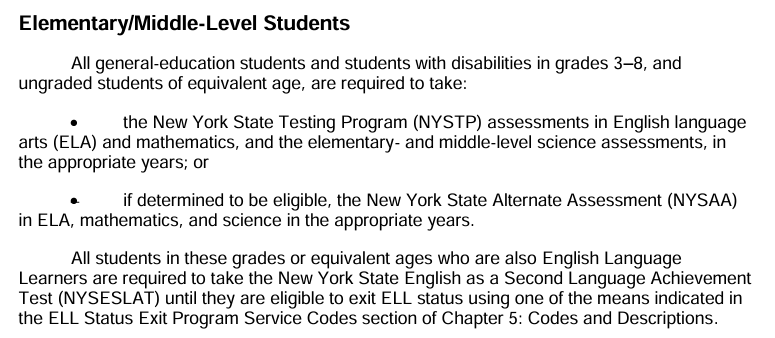 Elementary/Middle-Level Students
All general-education students and students with disabilities in grades 3–8, and
ungraded students of equivalent age, are required to take:
• the New York State Testing Program (NYSTP) assessments in English language
arts (ELA) and mathematics, and the elementary- and middle-level science assessments, in
the appropriate years; or
• if determined to be eligible, the New York State Alternate Assessment (NYSAA)
in ELA, mathematics, and science in the appropriate years.
All students in these grades or equivalent ages who are also English Language
Learners are required to take the New York State English as a Second Language Achievement
Test (NYSESLAT) until they are eligible to exit ELL status using one of the means indicated in
the ELL Status Exit Program Service Codes section of Chapter 5: Codes and Descriptions.